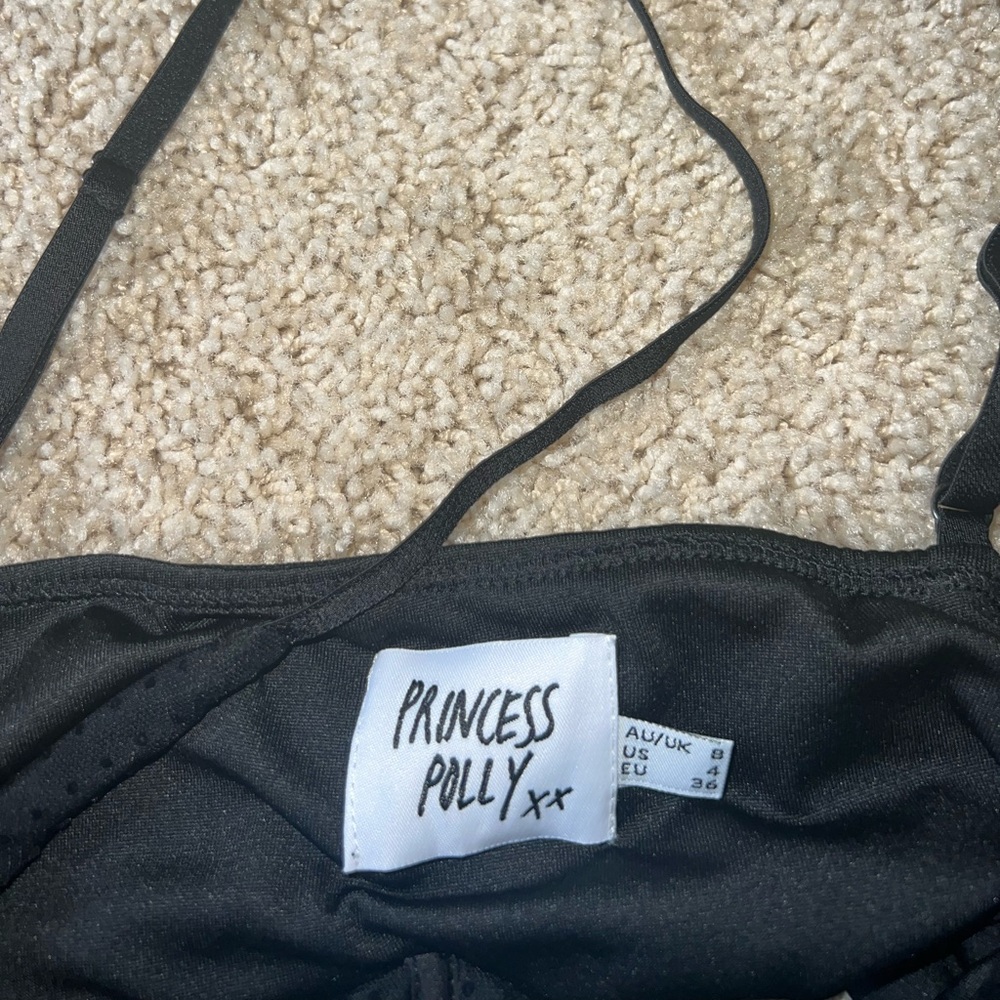 PRINCESS
POLLY xx
AU/UK 8
US 4
EU 36